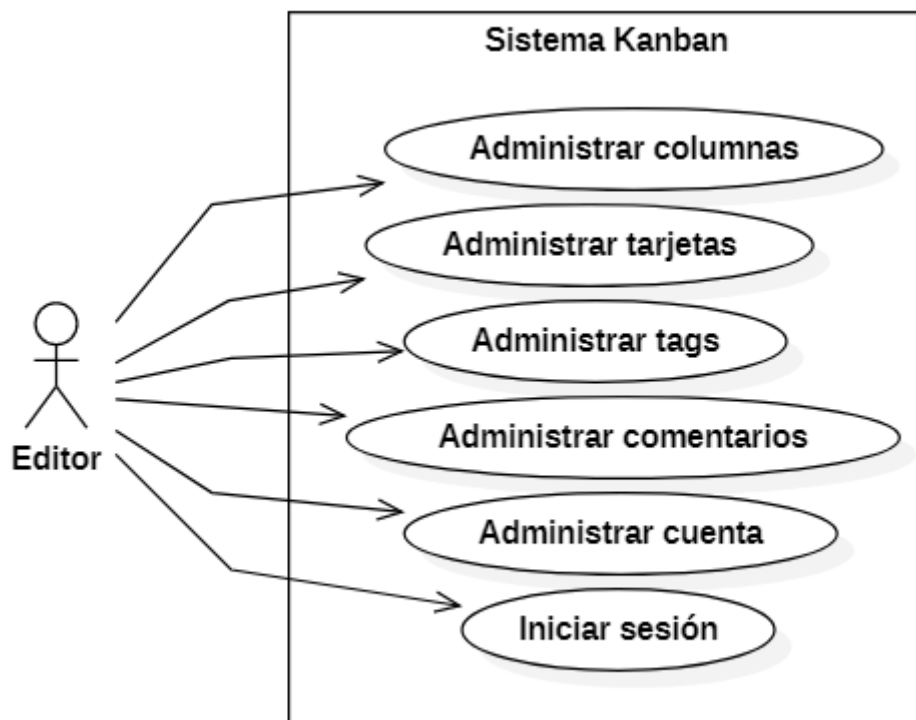 Sistema Kanban
Administrar columnas
Administrar tarjetas
Administrar tags
Administrar comentarios
Editor
Administrar cuenta
Iniciar sesión